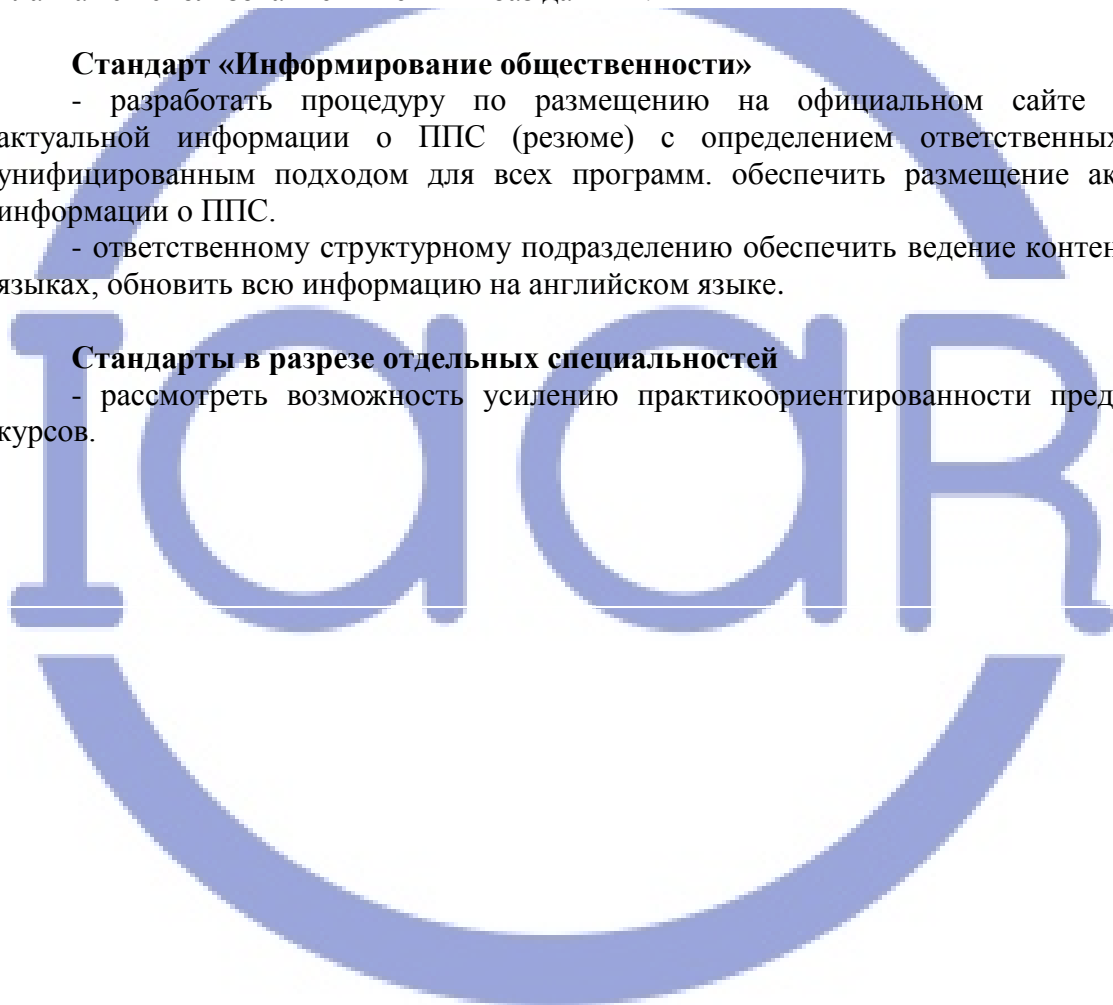 Стандарт «Информирование общественности»
- разработать процедуру по размещению на официальном сайте
актуальной информации о ППС (резюме) с определением ответственных
унифицированным подходом для всех программ. обеспечить размещение ак
информации о ППС.
- ответственному структурному подразделению обеспечить ведение контен
языках, обновить всю информацию на английском языке.
Стандарты в разрезе отдельных специальностей
- рассмотреть возможность усилению практикоориентированности пред
курсов.
IaaR